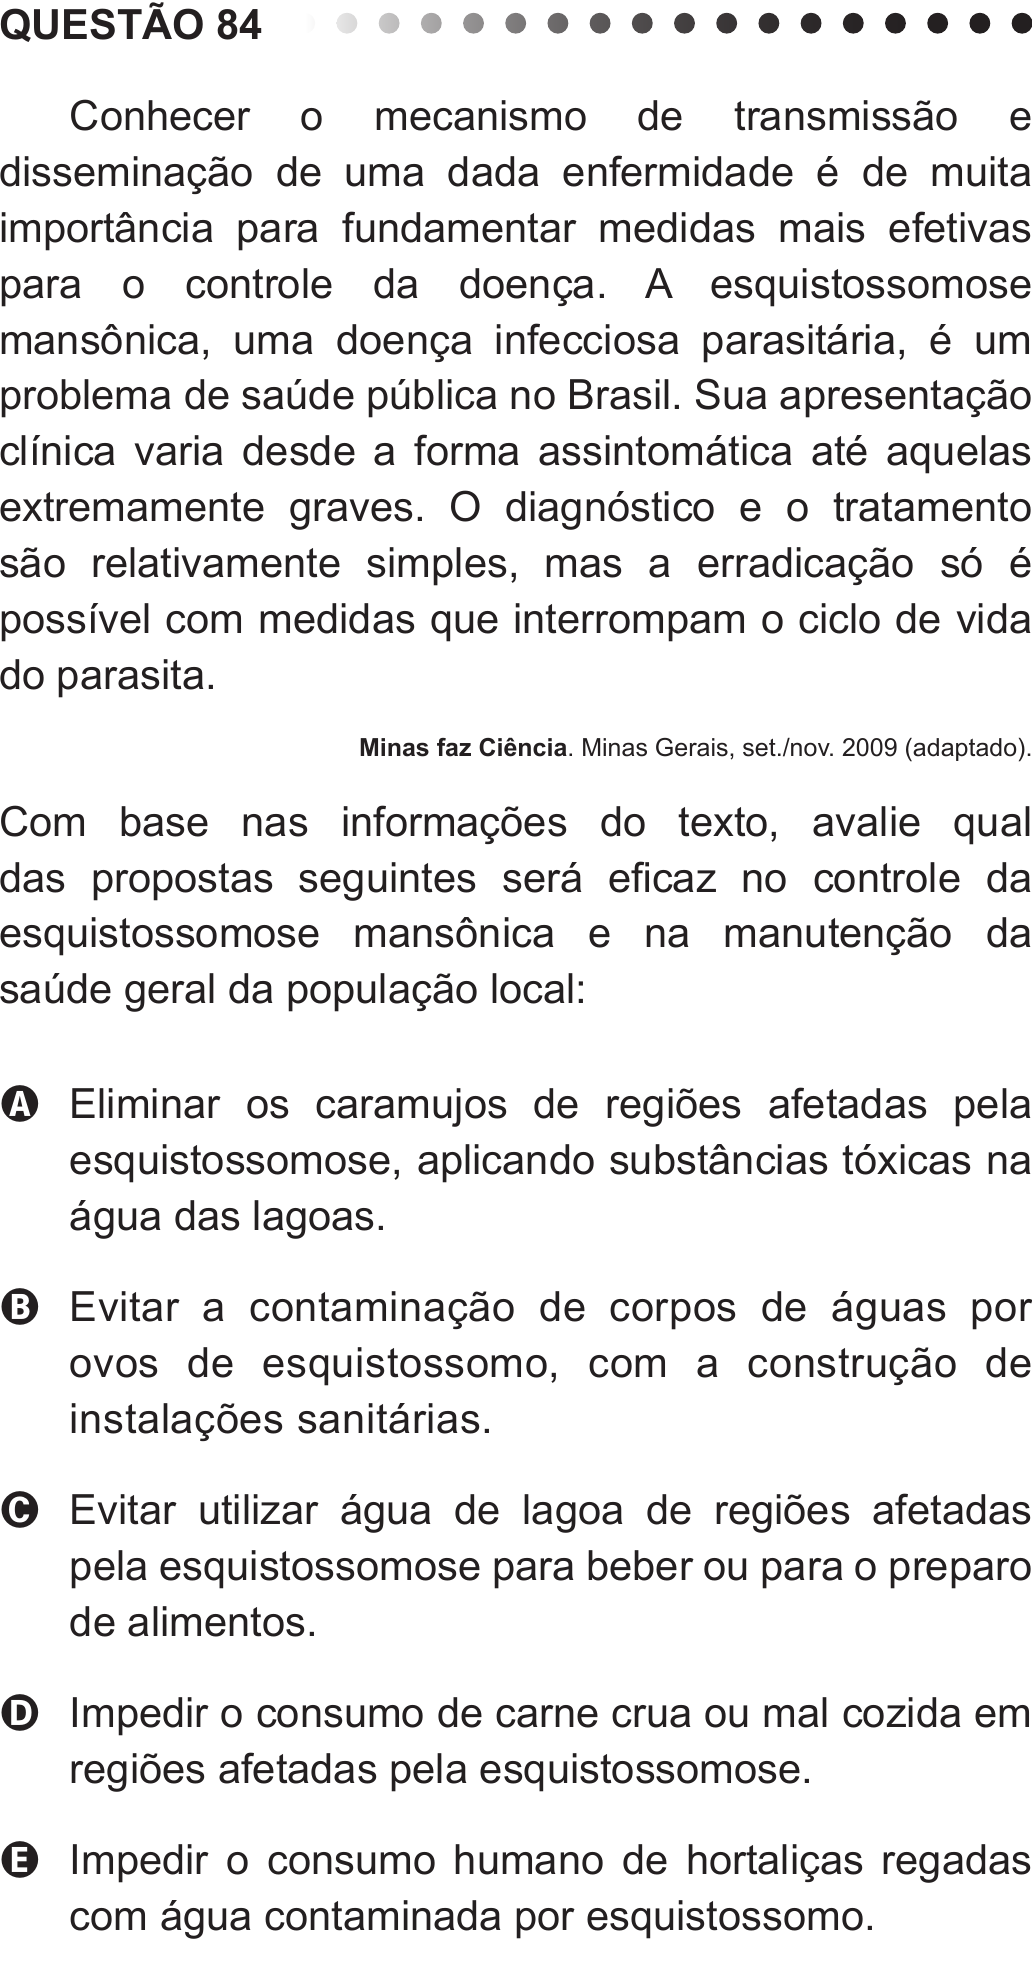 QUESTÃO 84
Conhecer o mecanismo de transmissão e
disseminação de uma dada enfermidade é de muita
importância para fundamentar medidas mais efetivas
para o controle da doença. A esquistossomose
mansônica, uma doença infecciosa parasitária, é um
problema de saúde pública no Brasil. Sua apresentação
clínica varia desde a forma assintomática até aquelas
extremamente graves. O diagnóstico e o tratamento
são relativamente simples, mas a erradicação só é
possível com medidas que interrompam o ciclo de vida
do parasita.
Minas faz Ciência. Minas Gerais, set./nov. 2009 (adaptado).
Com base nas informações do texto, avalie qual
das propostas seguintes será eficaz no controle da
esquistossomose mansônica e na manutenção da
saúde geral da população local:
A Eliminar os caramujos de regiões afetadas pela
esquistossomose, aplicando substâncias tóxicas na
água das lagoas.
B Evitar a contaminação de corpos de águas por
ovos de esquistossomo, com a construção de
instalações sanitárias.
C Evitar utilizar água de lagoa de regiões afetadas
pela esquistossomose para beber ou para o preparo
de alimentos.
D Impedir o consumo de carne crua ou mal cozida em
regiões afetadas pela esquistossomose.
E Impedir o consumo humano de hortaliças regadas
com água contaminada por esquistossomo.